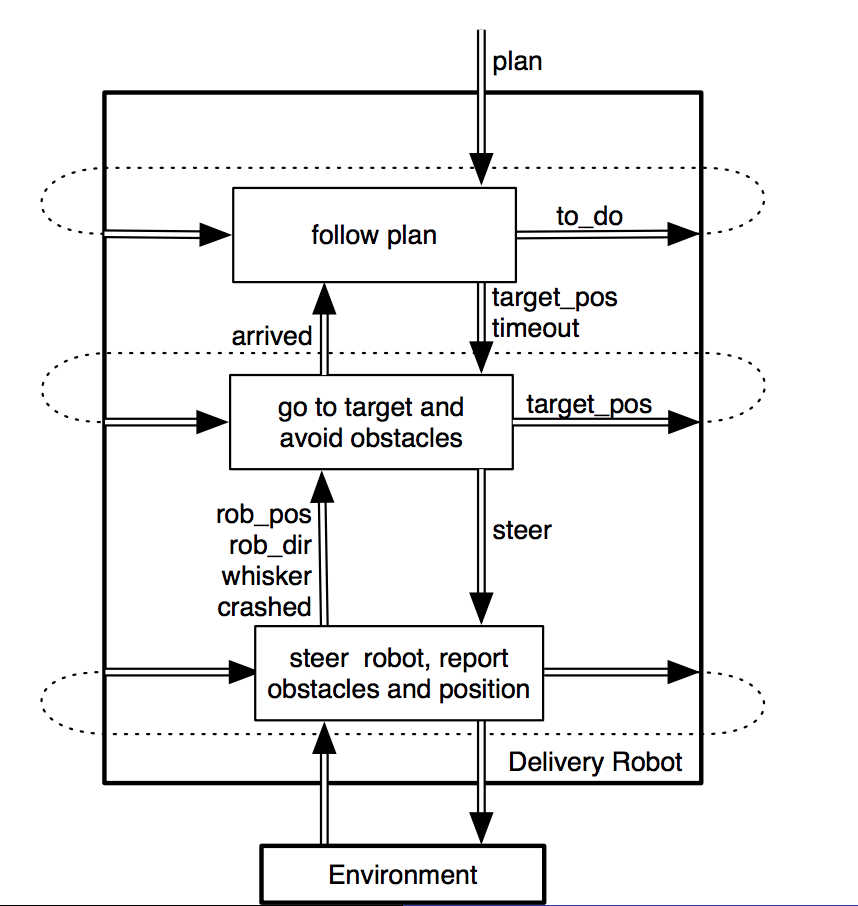 plan
follow plan
to_do
target_pos
timeout
arrived
go to target and
avoid obstacles
target_pos
rob_pos
rob_dir
whisker
crashed
steer
steer robot, report
obstacles and position
Delivery Robot
Environment